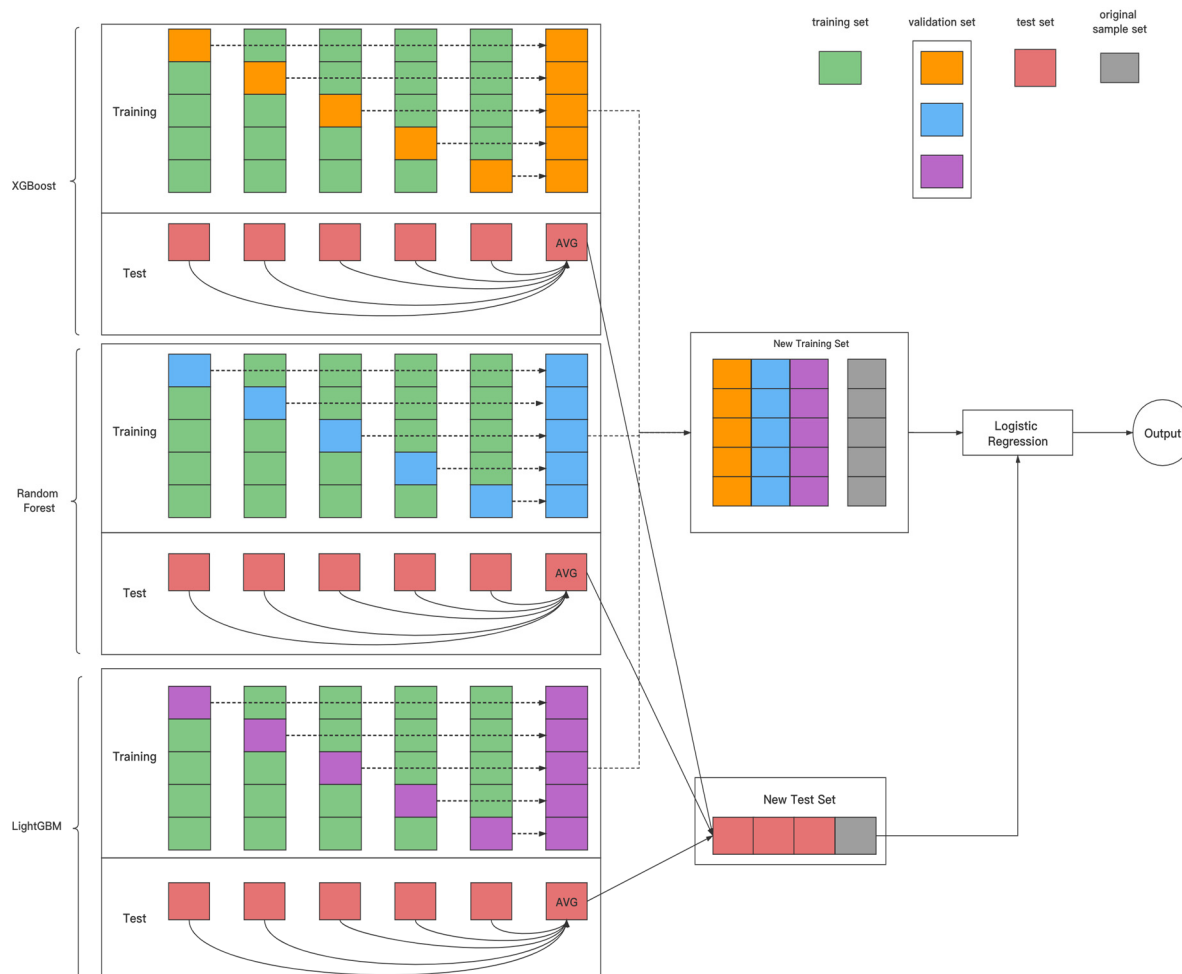 training set
validation set
test set
original
sample set
XGBoost
Training
Test
AVG
Random
Forest
Training
Test
AVG
LightGBM
Training
Test
AVG
New Training Set
Logistic
Regression
Output
New Test Set